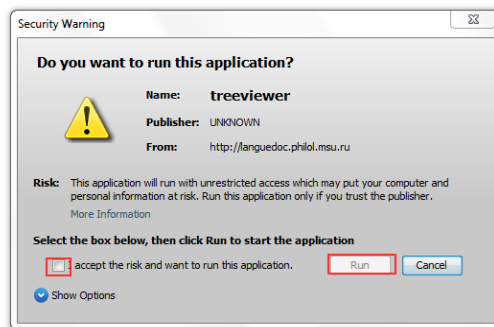 Security Warning
Do you want to run this application?
Name: treeviewer
Publisher: UNKNOWN
From: http://languedoc.philol.msu.ru
Risk: This application will run with unrestricted access which may put your computer and
personal information at risk. Run this application only if you trust the publisher.
More Information
Select the box below, then click Run to start the application
I accept the risk and want to run this application.
Run
Cancel
Show Options